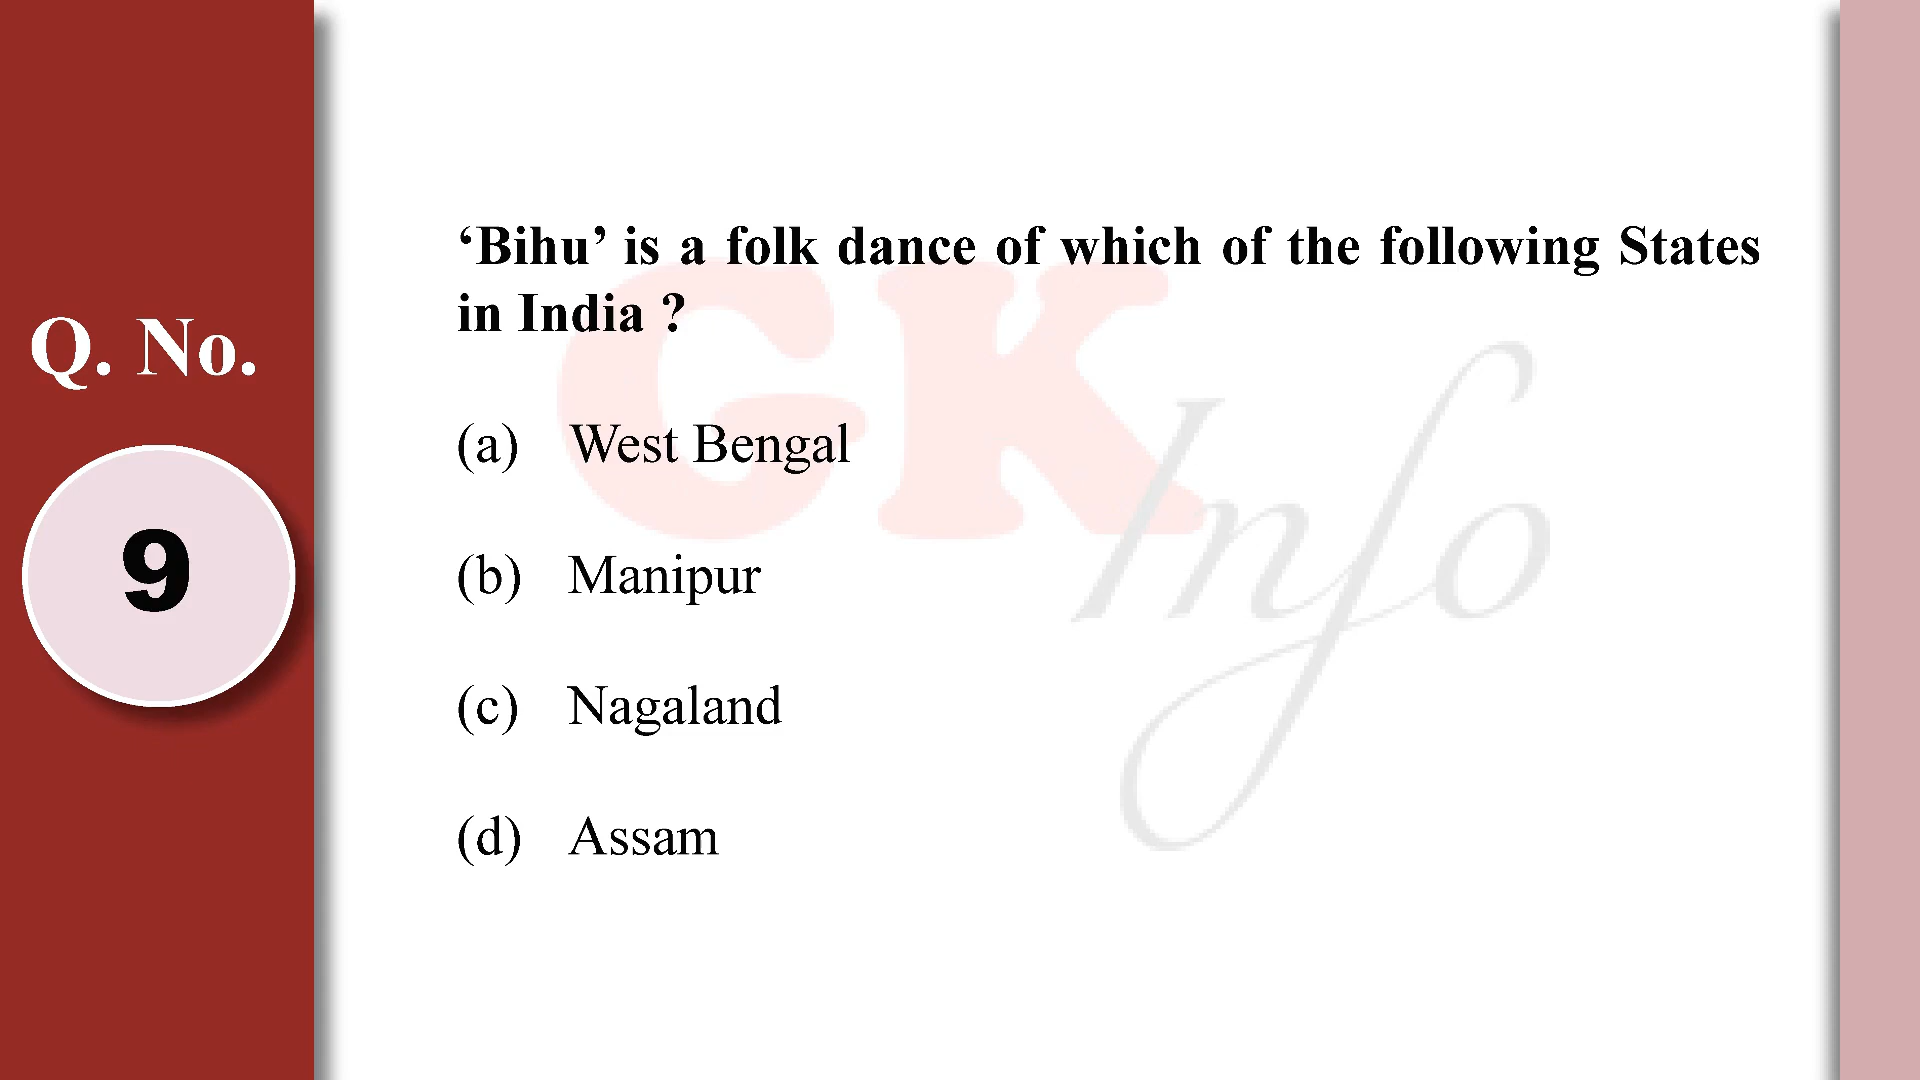 Q. No.
9
‘Bihu’ is a folk dance of which of the following States
in India ?
(a) West Bengal
(b) Manipur
(c) Nagaland
(d) Assam
GK
Info